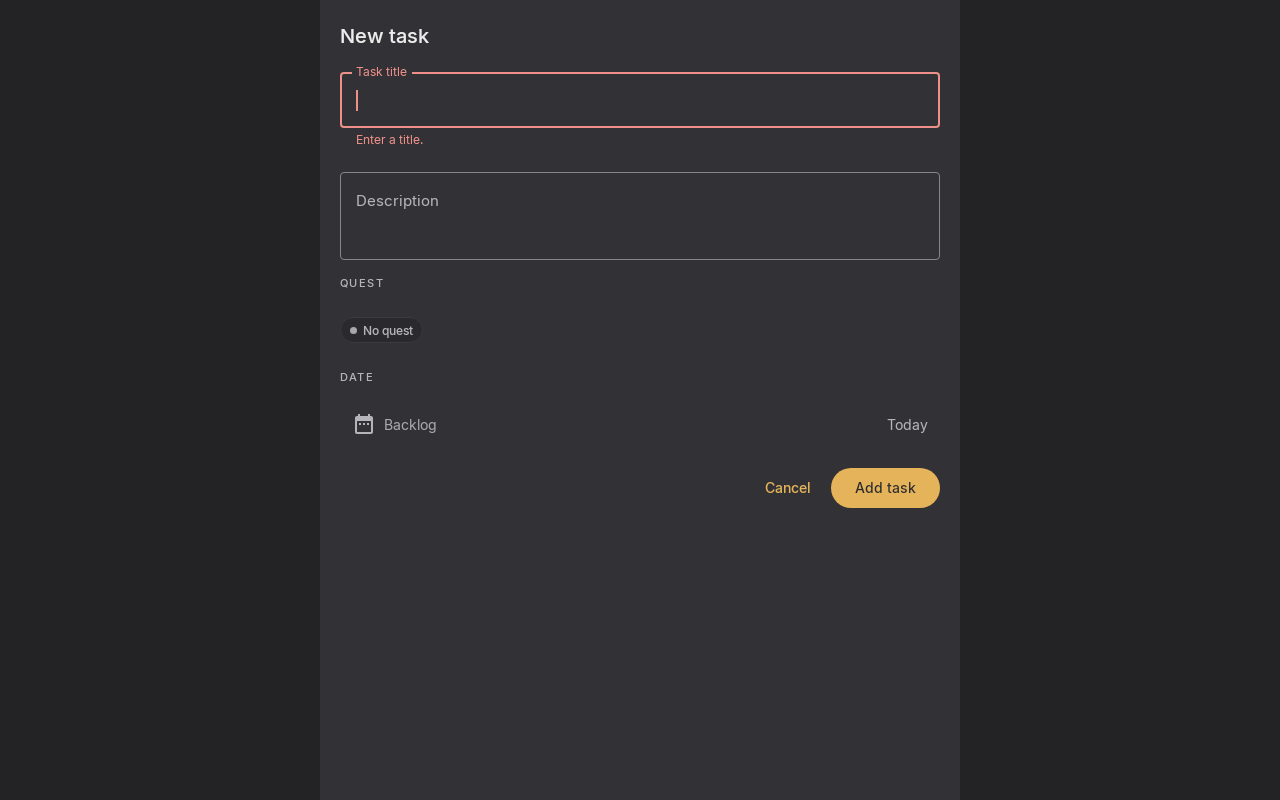 New task
Task title
Enter a title.
Description
QUEST
No quest
DATE
Backlog
Today
Cancel
Add task